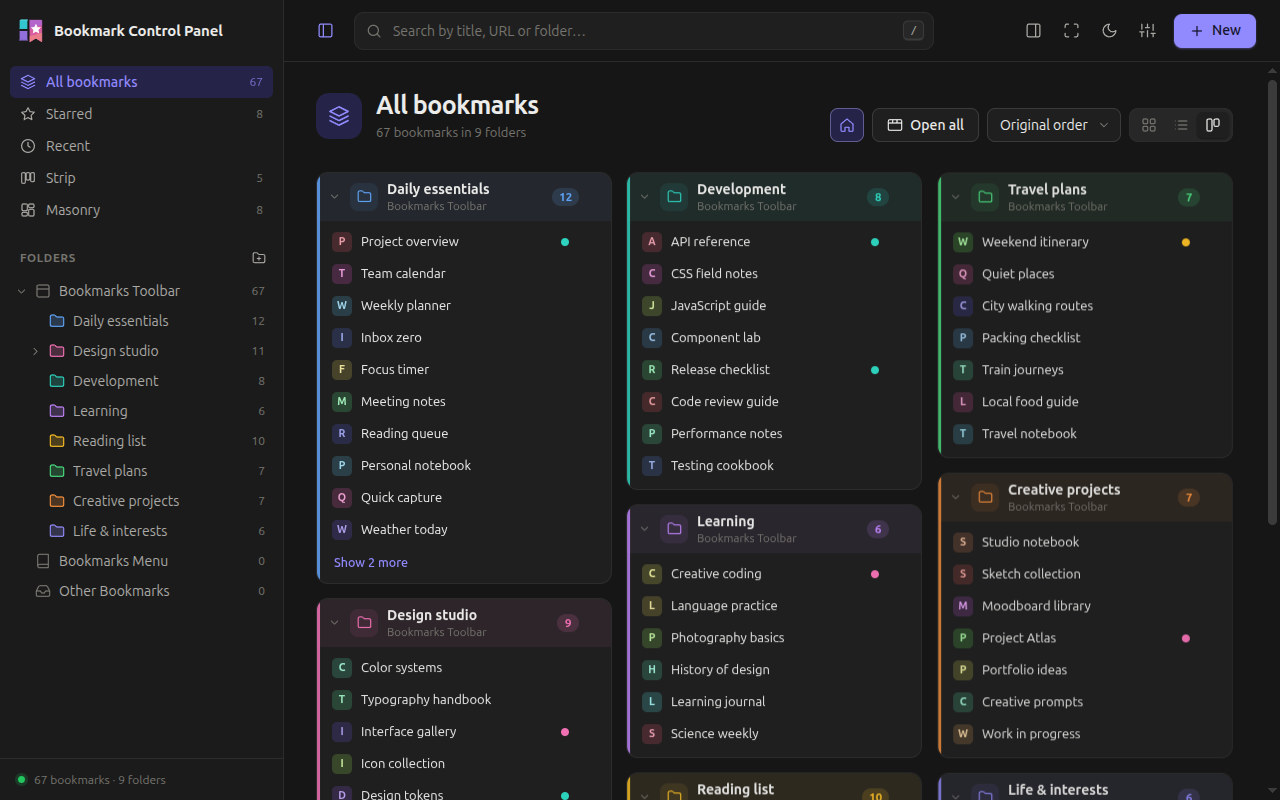 Bookmark Control Panel
Search by title, URL or folder…
/
New
All bookmarks 67
Starred 8
Recent
Strip 5
Masonry 8
FOLDERS
Bookmarks Toolbar 67
Daily essentials 12
Design studio 11
Development 8
Learning 6
Reading list 10
Travel plans 7
Creative projects 7
Life & interests 6
Bookmarks Menu 0
Other Bookmarks 0
67 bookmarks · 9 folders
All bookmarks
67 bookmarks in 9 folders
Open all
Original order
Daily essentials 12
Bookmarks Toolbar
P Project overview
T Team calendar
W Weekly planner
I Inbox zero
F Focus timer
M Meeting notes
R Reading queue
P Personal notebook
Q Quick capture
W Weather today
Show 2 more
Design studio 9
Bookmarks Toolbar
C Color systems
T Typography handbook
I Interface gallery
I Icon collection
D Design tokens
Development 8
Bookmarks Toolbar
A API reference
C CSS field notes
J JavaScript guide
C Component lab
R Release checklist
C Code review guide
P Performance notes
T Testing cookbook
Learning 6
Bookmarks Toolbar
C Creative coding
L Language practice
P Photography basics
H History of design
L Learning journal
S Science weekly
Reading list 10
Travel plans 7
Bookmarks Toolbar
W Weekend itinerary
Q Quiet places
C City walking routes
P Packing checklist
T Train journeys
L Local food guide
T Travel notebook
Creative projects 7
Bookmarks Toolbar
S Studio notebook
S Sketch collection
M Moodboard library
P Project Atlas
P Portfolio ideas
C Creative prompts
W Work in progress
Life & interests 6